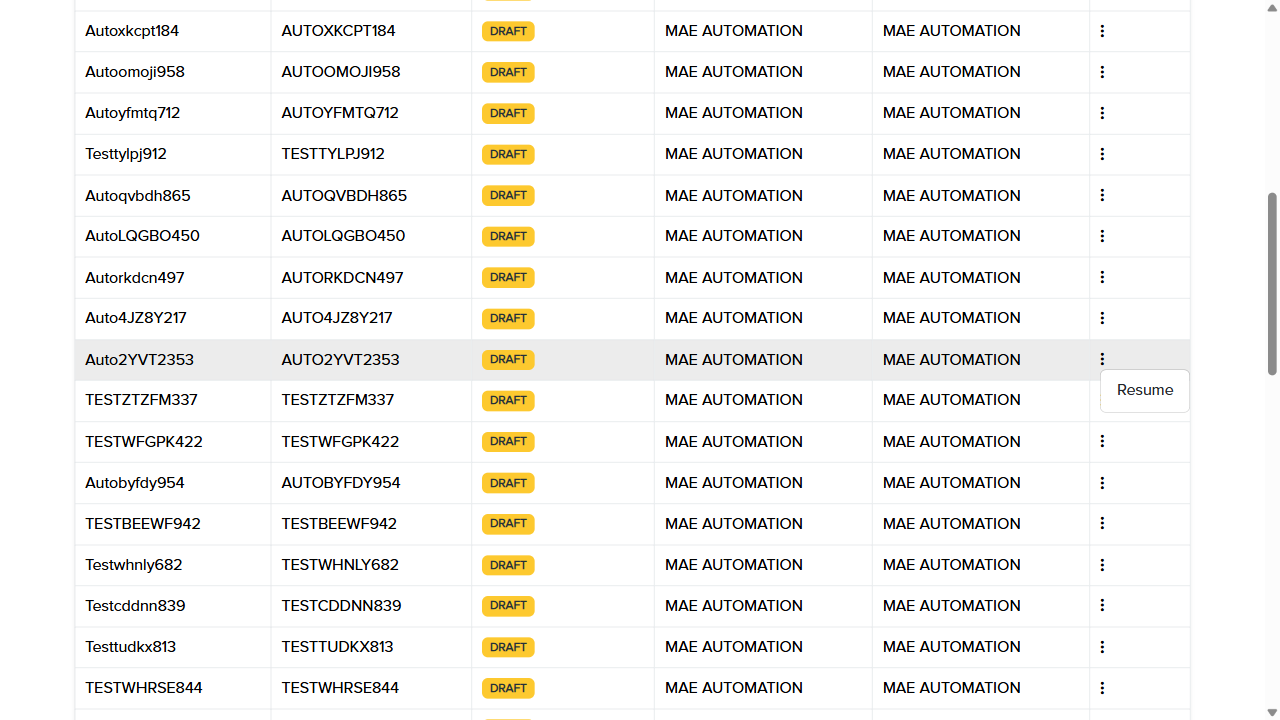 Autoxkcpt184 AUTOXKCPT184 DRAFT MAE AUTOMATION MAE AUTOMATION
Autoomoji958 AUTOOMOJI958 DRAFT MAE AUTOMATION MAE AUTOMATION
Autoyfmtq712 AUTOYFMTQ712 DRAFT MAE AUTOMATION MAE AUTOMATION
Testtylpj912 TESTTYLPJ912 DRAFT MAE AUTOMATION MAE AUTOMATION
Autoqvbdh865 AUTOQVBDH865 DRAFT MAE AUTOMATION MAE AUTOMATION
AutoLQGBO450 AUTOLQGBO450 DRAFT MAE AUTOMATION MAE AUTOMATION
Autorkdcn497 AUTORKDCN497 DRAFT MAE AUTOMATION MAE AUTOMATION
Auto4JZ8Y217 AUTO4JZ8Y217 DRAFT MAE AUTOMATION MAE AUTOMATION
Auto2YVT2353 AUTO2YVT2353 DRAFT MAE AUTOMATION MAE AUTOMATION
Resume
TESTZTZFM337 TESTZTZFM337 DRAFT MAE AUTOMATION MAE AUTOMATION
TESTWFGPK422 TESTWFGPK422 DRAFT MAE AUTOMATION MAE AUTOMATION
Autobyfdy954 AUTOBYFDY954 DRAFT MAE AUTOMATION MAE AUTOMATION
TESTBEEWF942 TESTBEEWF942 DRAFT MAE AUTOMATION MAE AUTOMATION
Testwhnly682 TESTWHNLY682 DRAFT MAE AUTOMATION MAE AUTOMATION
Testcddnn839 TESTCDDNN839 DRAFT MAE AUTOMATION MAE AUTOMATION
Testtudkx813 TESTTUDKX813 DRAFT MAE AUTOMATION MAE AUTOMATION
TESTWHRSE844 TESTWHRSE844 DRAFT MAE AUTOMATION MAE AUTOMATION